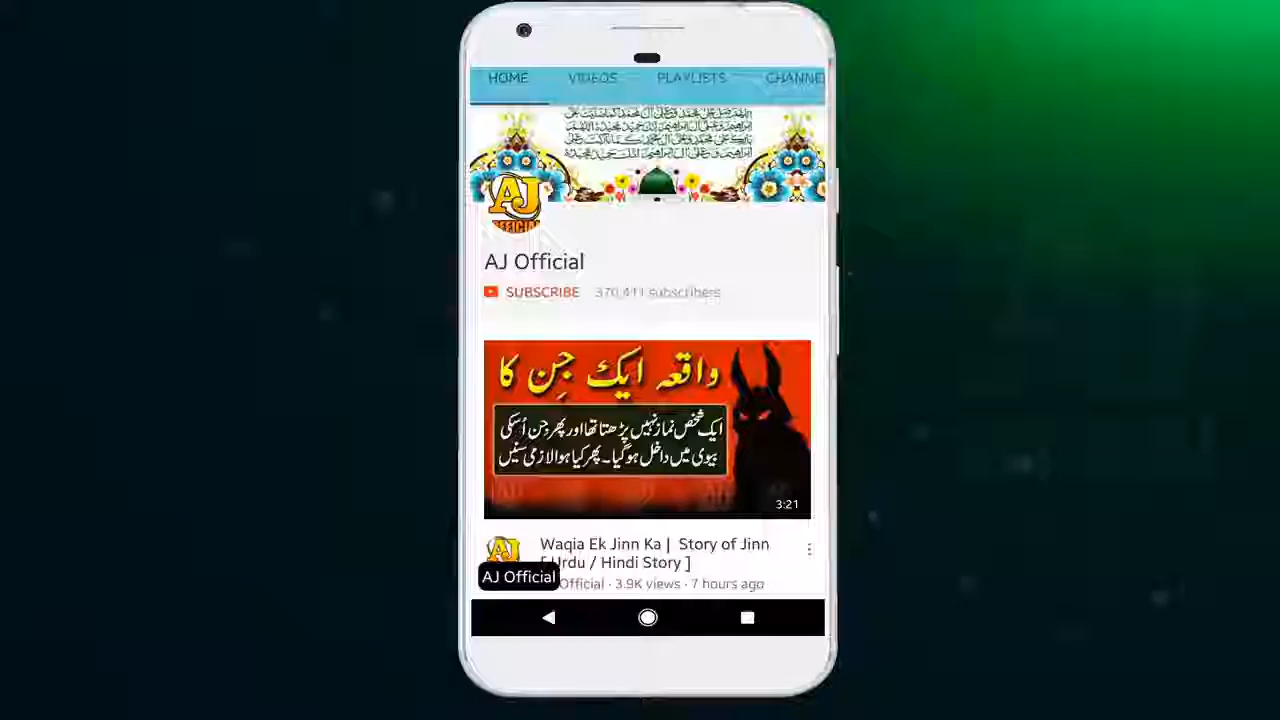 HOME VIDEOS PLAYLISTS CHANNE
AJ
OFFICIAL
AJ Official
SUBSCRIBE 370,411 subscribers
واقعہ ایک جِن کا
ایک شخص نماز نہیں پڑھتا تھا اور پھر جن اُسکی
بیوی میں داخل ہوگیا۔ پھر کیا ہوا لازمی سنیں
3:21
AJ
Waqia Ek Jinn Ka | Story of Jinn
[ Urdu / Hindi Story ]
AJ Official
Official · 3.9K views · 7 hours ago